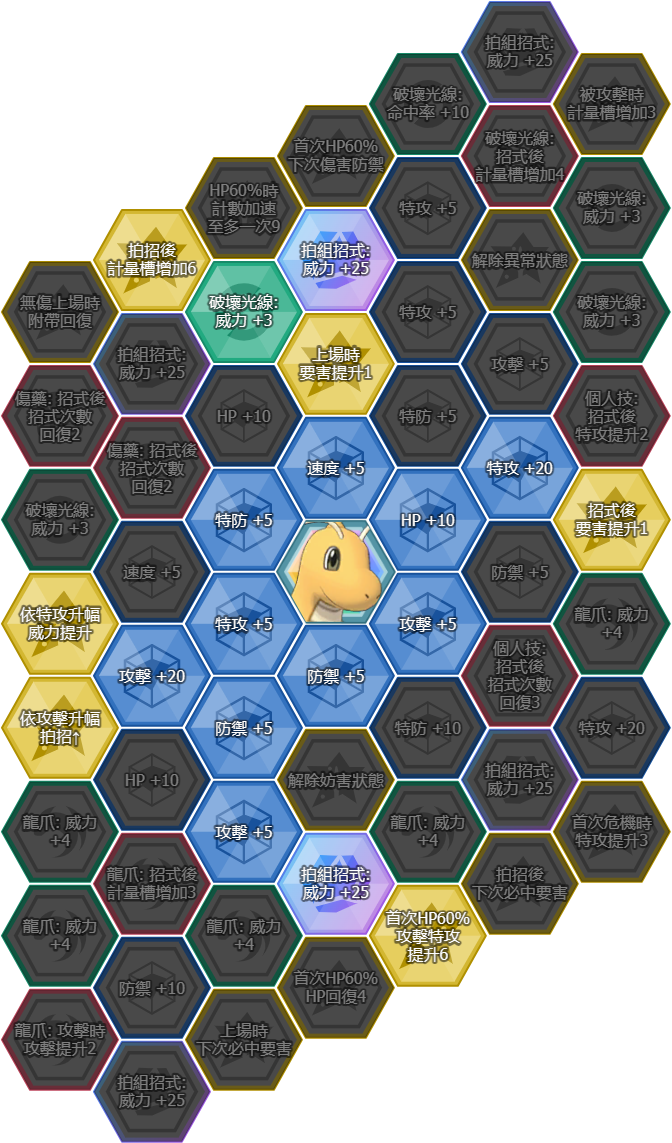 拍組招式:
威力 +25
破壞光線:
命中率 +10
被攻擊時
計量槽增加3
首次HP60%
下次傷害防禦
破壞光線:
招式後
計量槽增加4
HP60%時
計數加速
至多一次9
特攻 +5
破壞光線:
威力 +3
拍招後
計量槽增加6
拍組招式:
威力 +25
解除異常狀態
無傷上場時
附帶回復
破壞光線:
威力 +3
特攻 +5
破壞光線:
威力 +3
拍組招式:
威力 +25
上場時
要害提升1
攻擊 +5
傷藥: 招式後
招式次數
回復2
HP +10
特防 +5
個人技:
招式後
特攻提升2
傷藥: 招式後
招式次數
回復2
速度 +5
特攻 +20
破壞光線:
威力 +3
特防 +5
HP +10
招式後
要害提升1
速度 +5
防禦 +5
依特攻升幅
威力提升
特攻 +5
攻擊 +5
龍爪: 威力
+4
攻擊 +20
防禦 +5
個人技:
招式後
招式次數
回復3
依攻擊升幅
拍招↑
防禦 +5
特防 +10
特攻 +20
HP +10
解除妨害狀態
拍組招式:
威力 +25
龍爪: 威力
+4
攻擊 +5
龍爪: 威力
+4
首次危機時
特攻提升3
龍爪: 招式後
計量槽增加3
拍組招式:
威力 +25
拍招後
下次必中要害
龍爪: 威力
+4
龍爪: 威力
+4
首次HP60%
攻擊特攻
提升6
防禦 +10
首次HP60%
HP回復4
龍爪: 攻擊時
攻擊提升2
上場時
下次必中要害
拍組招式:
威力 +25